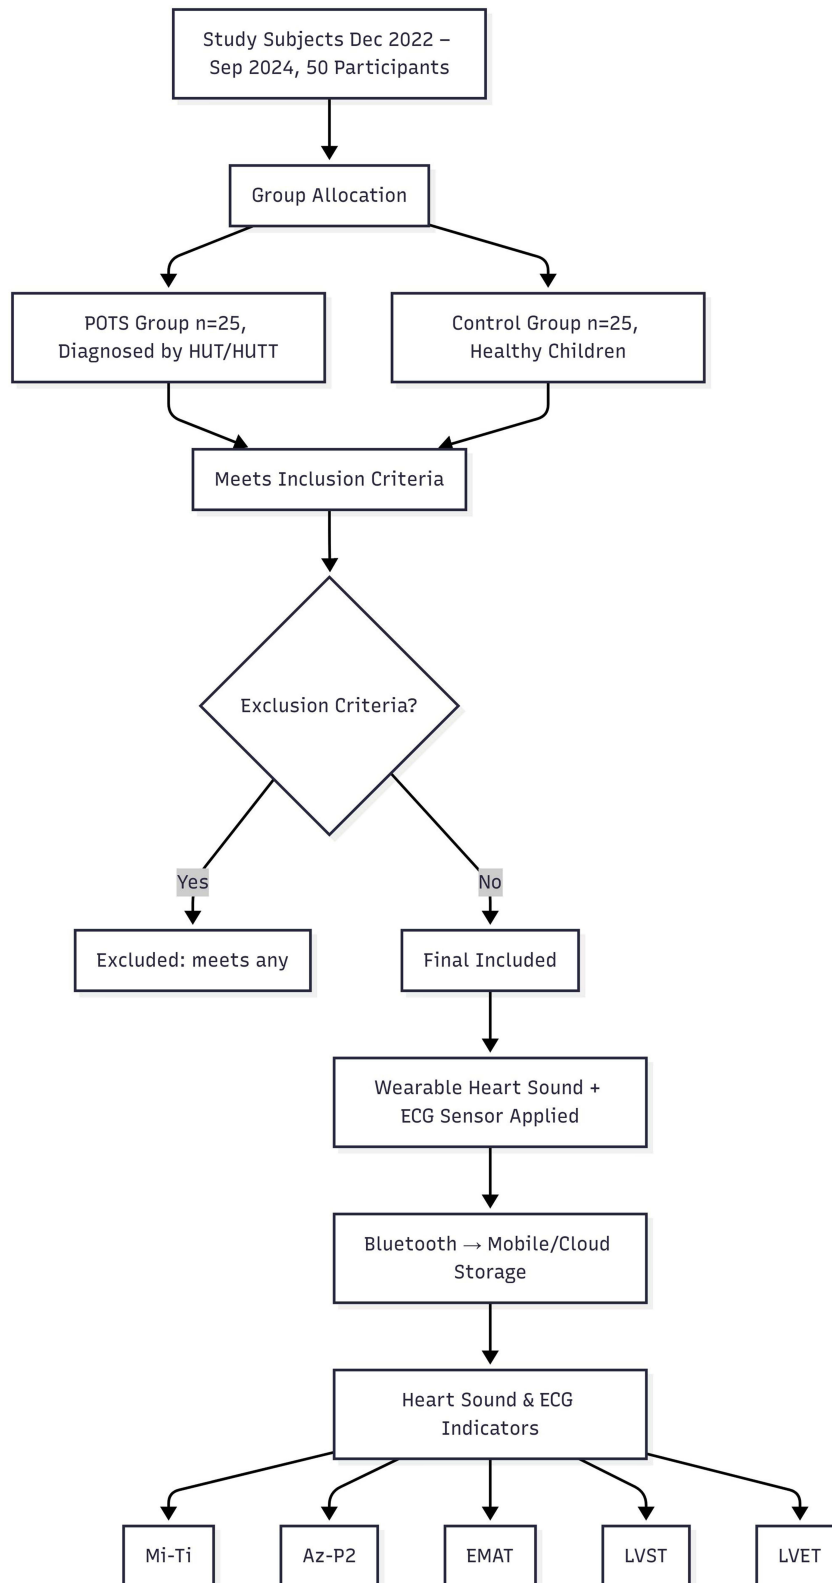 Study Subjects Dec 2022 –
Sep 2024, 50 Participants
Group Allocation
POTS Group n=25,
Diagnosed by HUT/HUTT
Control Group n=25,
Healthy Children
Meets Inclusion Criteria
Exclusion Criteria?
Yes
No
Excluded: meets any
Final Included
Wearable Heart Sound +
ECG Sensor Applied
Bluetooth → Mobile/Cloud
Storage
Heart Sound & ECG
Indicators
Mi-Ti
Az-P2
EMAT
LVST
LVET